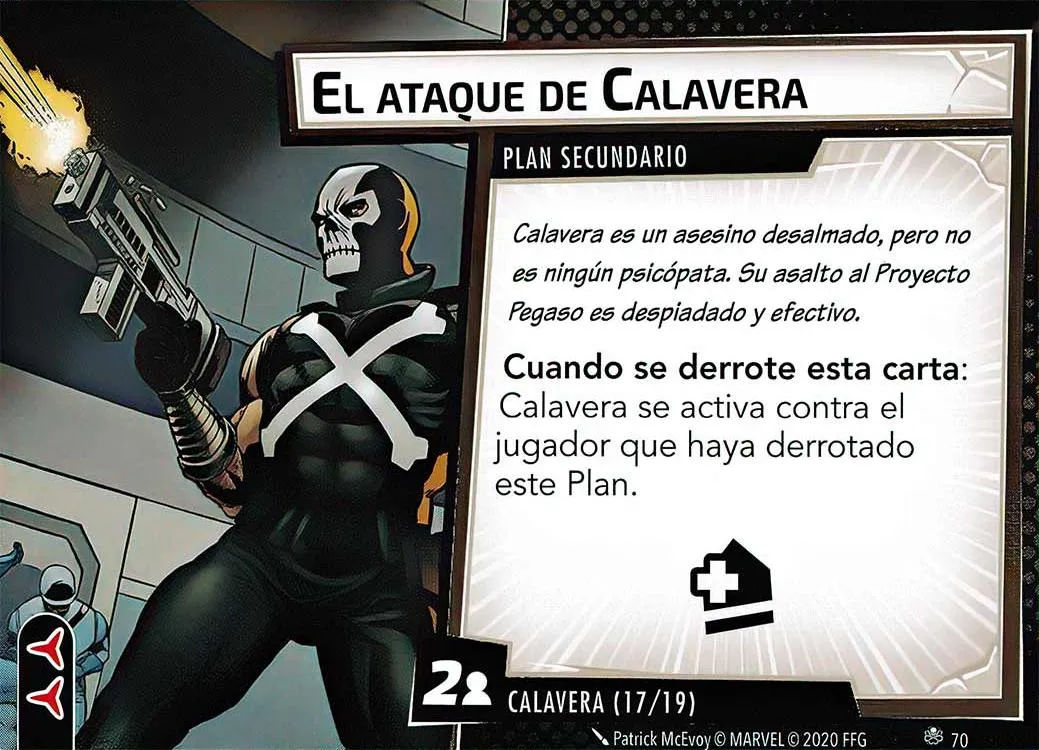 El ataque de Calavera
PLAN SECUNDARIO
Calavera es un asesino desalmado, pero no
es ningún psicópata. Su asalto al Proyecto
Pegaso es despiadado y efectivo.
Cuando se derrote esta carta:
Calavera se activa contra el
jugador que haya derrotado
este Plan.
2
CALAVERA (17/19)
Patrick McEvoy © MARVEL © 2020 FFG 70